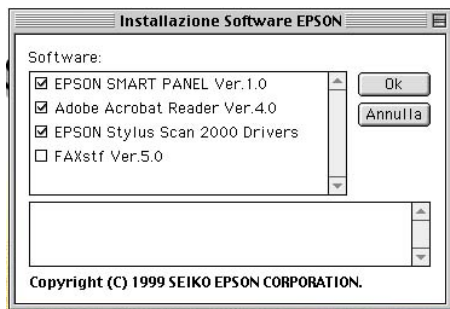 Installazione Software EPSON
Software:
EPSON SMART PANEL Ver.1.0
Adobe Acrobat Reader Ver.4.0
EPSON Stylus Scan 2000 Drivers
FAXstf Ver.5.0
Ok
Annulla
Copyright (C) 1999 SEIKO EPSON CORPORATION.